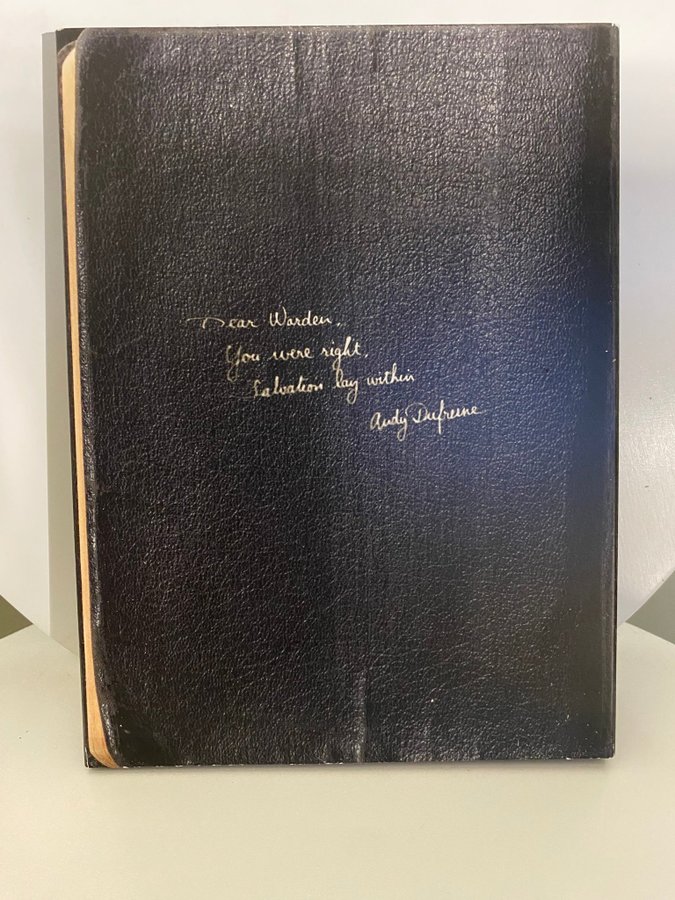 Dear Warden,
You were right.
Salvation lay within
Andy Dufresne